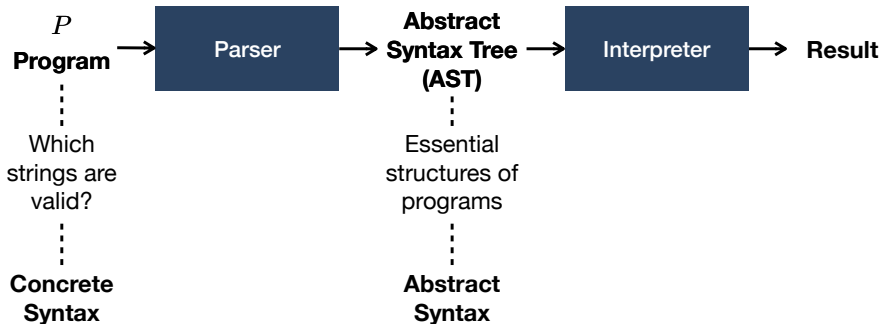 P
Program
Parser
Abstract
Syntax Tree
(AST)
Interpreter
Result
Which
strings are
valid?
Essential
structures of
programs
Concrete
Syntax
Abstract
Syntax